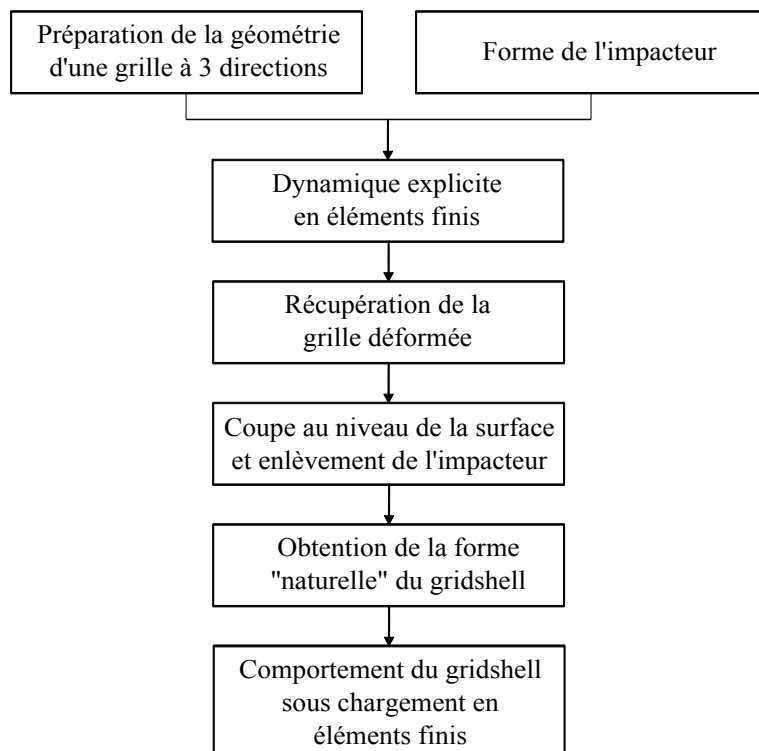 Préparation de la géométrie
d'une grille à 3 directions
Forme de l'impacteur
Dynamique explicite
en éléments finis
Récupération de la
grille déformée
Coupe au niveau de la surface
et enlèvement de l'impacteur
Obtention de la forme
"naturelle" du gridshell
Comportement du gridshell
sous chargement en
éléments finis